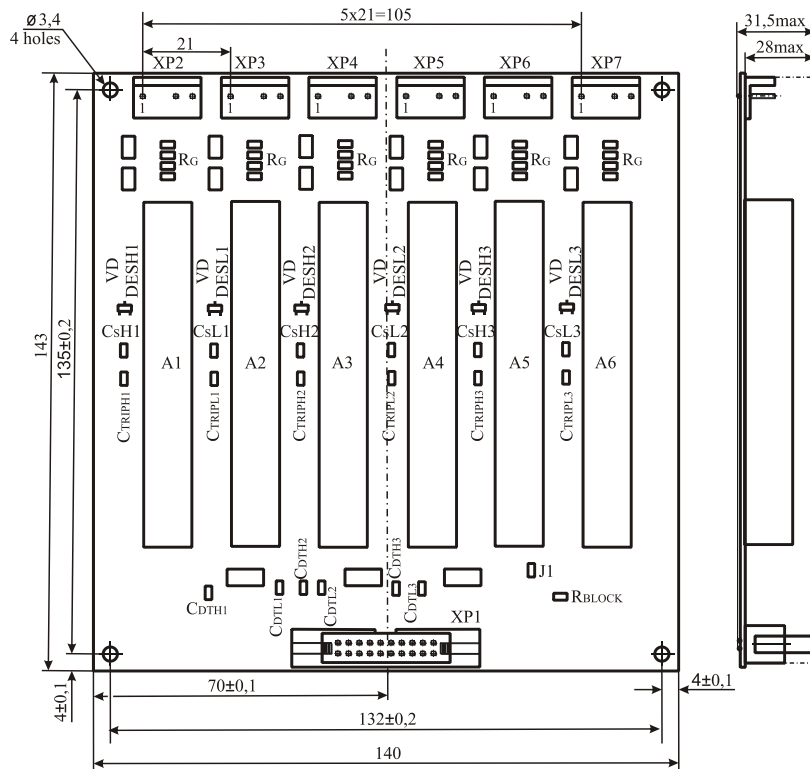 5x21=105
ø3,4
4 holes
21
31,5max
28max
XP2
XP3
XP4
XP5
XP6
XP7
1
1
1
1
1
1
RG
RG
RG
RG
RG
RG
VD
DESH1
VD
DESL1
VD
DESH2
VD
DESL2
VD
DESH3
VD
DESL3
CSH1
CSL1
CSH2
CSL2
CSH3
CSL3
A1
A2
A3
A4
A5
A6
143
135±0,2
CTRIPH1
CTRIPL1
CTRIPH2
CTRIPL2
CTRIPH3
CTRIPL3
CDTH1
CDTL1
CDTH2
CDTL2
CDTH3
CDTL3
J1
RBLOCK
XP1
4±0,1
70±0,1
4±0,1
132±0,2
140